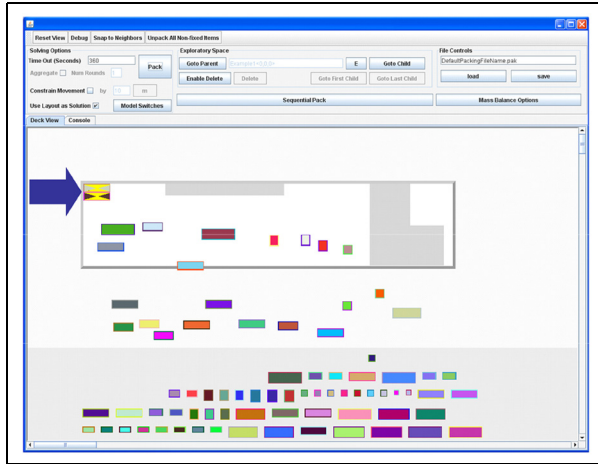 Reset View Debug Snap to Neighbors Unpack All Non-fixed Items
Solving Options Exploratory Space File Controls
Time Out (Seconds) 360 Pack Goto Parent E Goto Child DefaultPackingFileName.pak
Aggregate Num Rounds Enable Delete Delete Goto First Child Goto Last Child load save
Constrain Movement by 10 m
Use Layout as Solution Model Switches Sequential Pack Mass Balance Options
Deck View Console